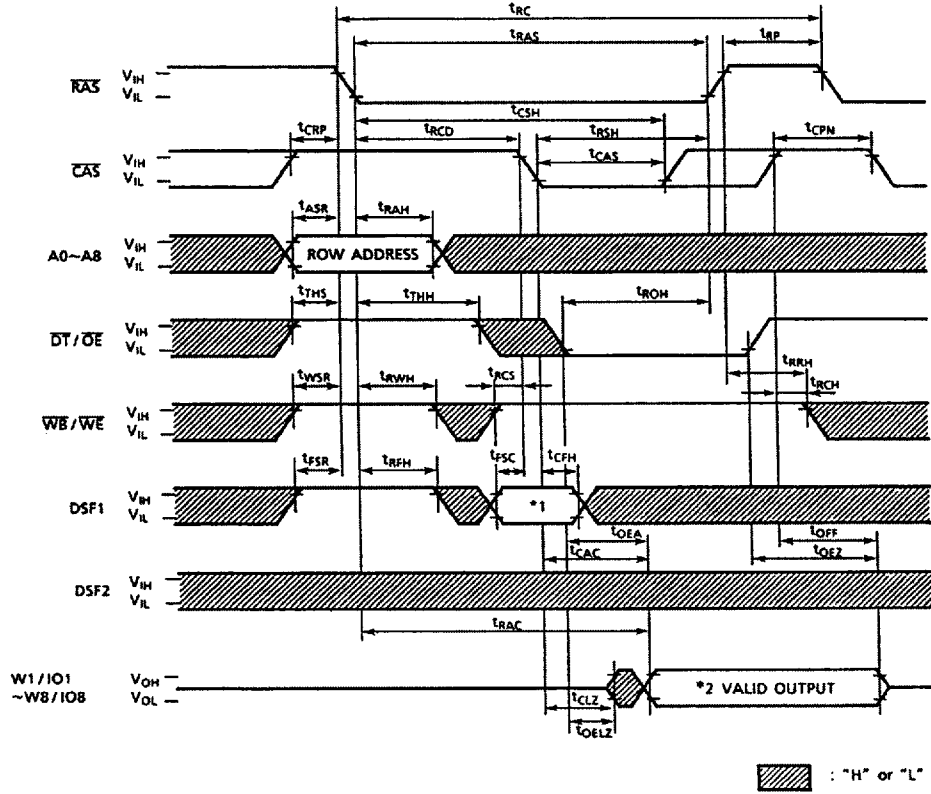 tRC
tRAS
tRP
RAS
VIH
VIL
tCSH
tCRP
tRCD
tRSH
tCPN
tCAS
CAS
VIH
VIL
tASR
tRAH
A0~A8
VIH
VIL
ROW ADDRESS
tTHS
tTHH
tROH
DT/OE
VIH
VIL
tRRH
tWSR
tRWH
tRCS
tRCH
WB/WE
VIH
VIL
tFSR
tRFH
tFSC
tCFH
DSF1
VIH
VIL
*1
tOEA
tOFF
tCAC
tOEZ
DSF2
VIH
VIL
tRAC
W1/IO1
~W8/IO8
VOH
VOL
*2 VALID OUTPUT
tCLZ
tOELZ
: "H" or "L"